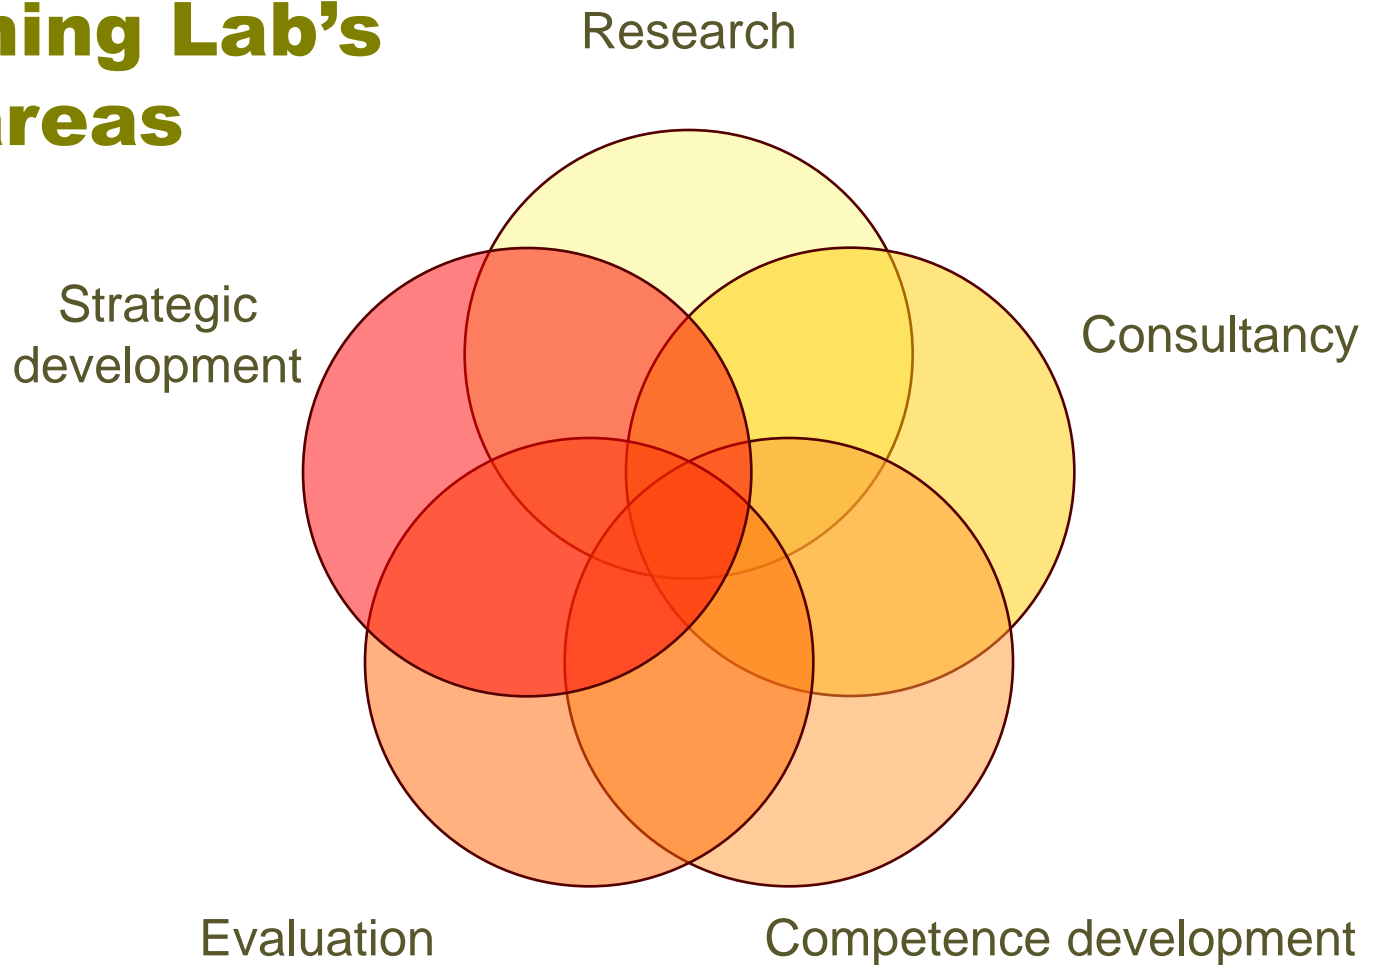 ning Lab's
areas
Research
Strategic
development
Consultancy
Evaluation
Competence development